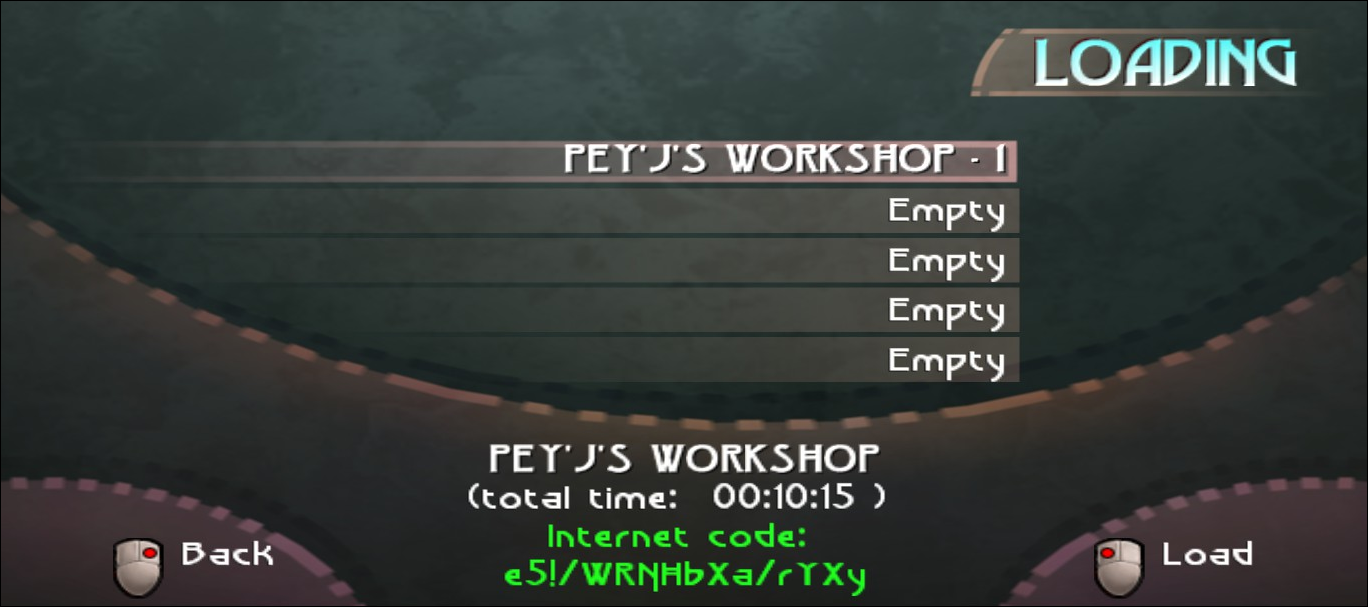 LOADING
PEY'J'S WORKSHOP - 1
Empty
Empty
Empty
Empty
PEY'J'S WORKSHOP
(total time: 00:10:15 )
Internet code:
e5!/WRNHbXa/rYXy
Back
Load